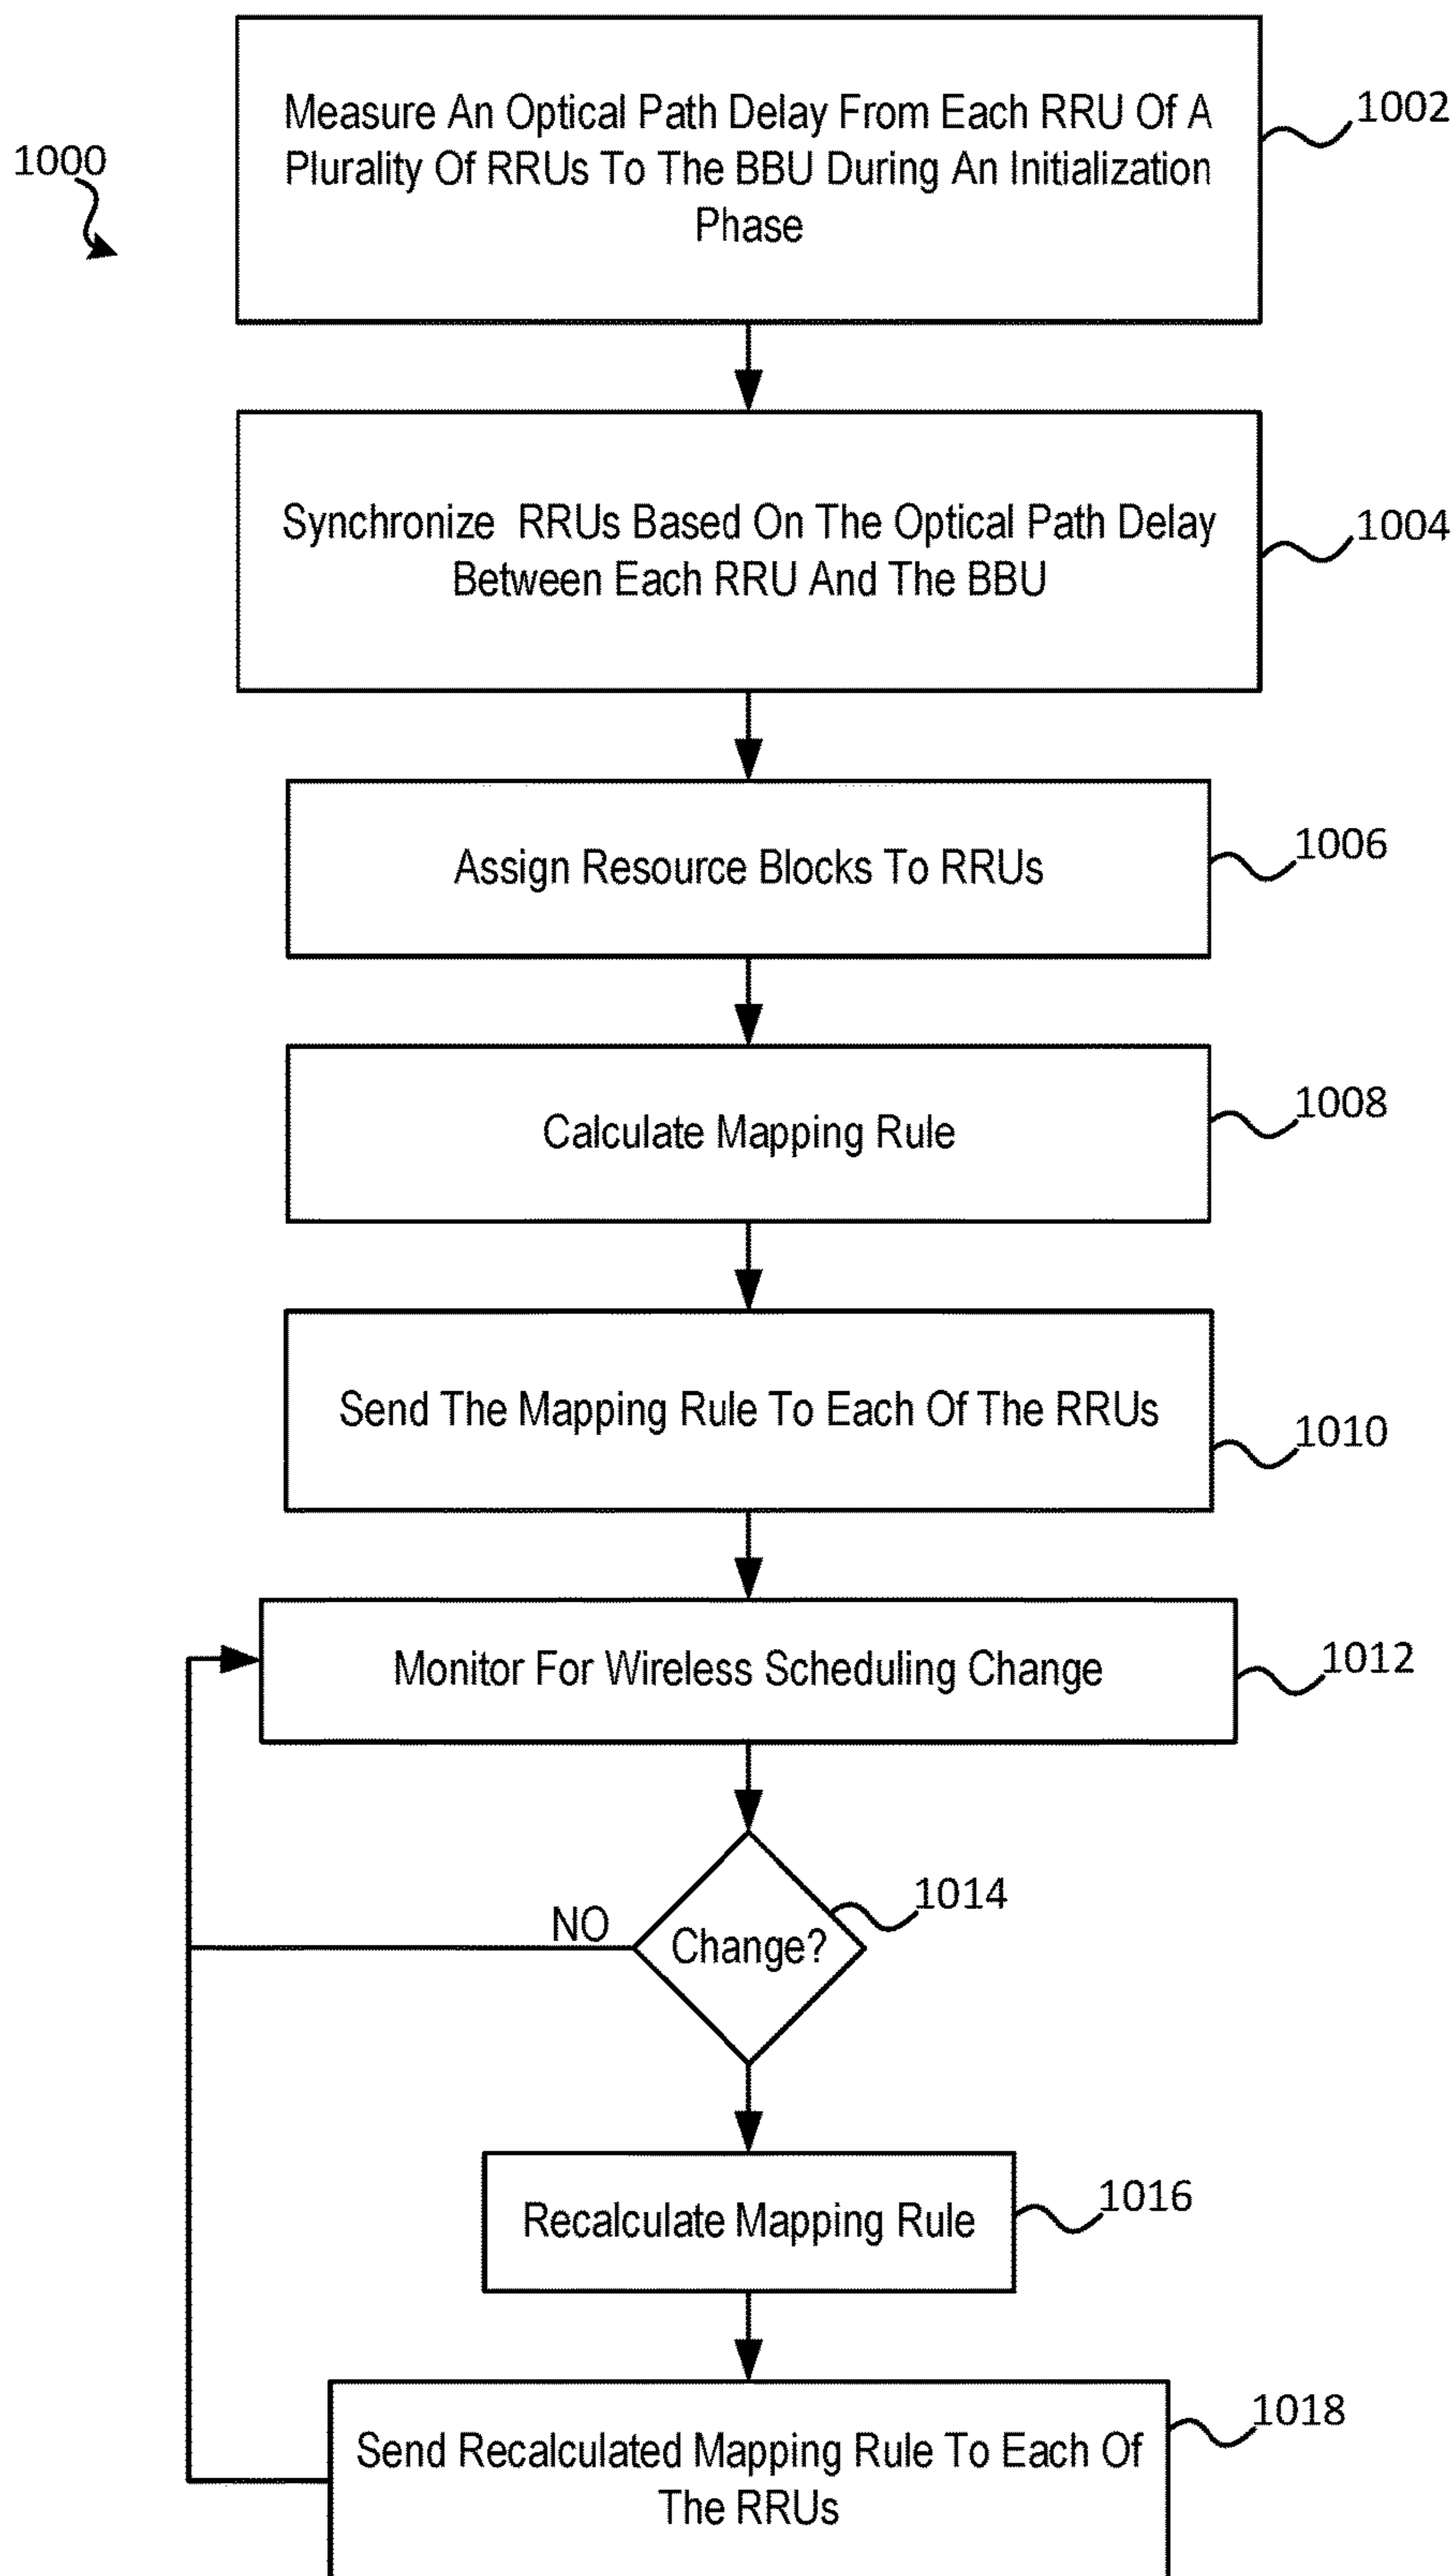 1000
Measure An Optical Path Delay From Each RRU Of A
Plurality Of RRUs To The BBU During An Initialization
Phase
1002
Synchronize RRUs Based On The Optical Path Delay
Between Each RRU And The BBU
1004
Assign Resource Blocks To RRUs
1006
Calculate Mapping Rule
1008
Send The Mapping Rule To Each Of The RRUs
1010
Monitor For Wireless Scheduling Change
1012
NO
Change?
1014
Recalculate Mapping Rule
1016
Send Recalculated Mapping Rule To Each Of
The RRUs
1018